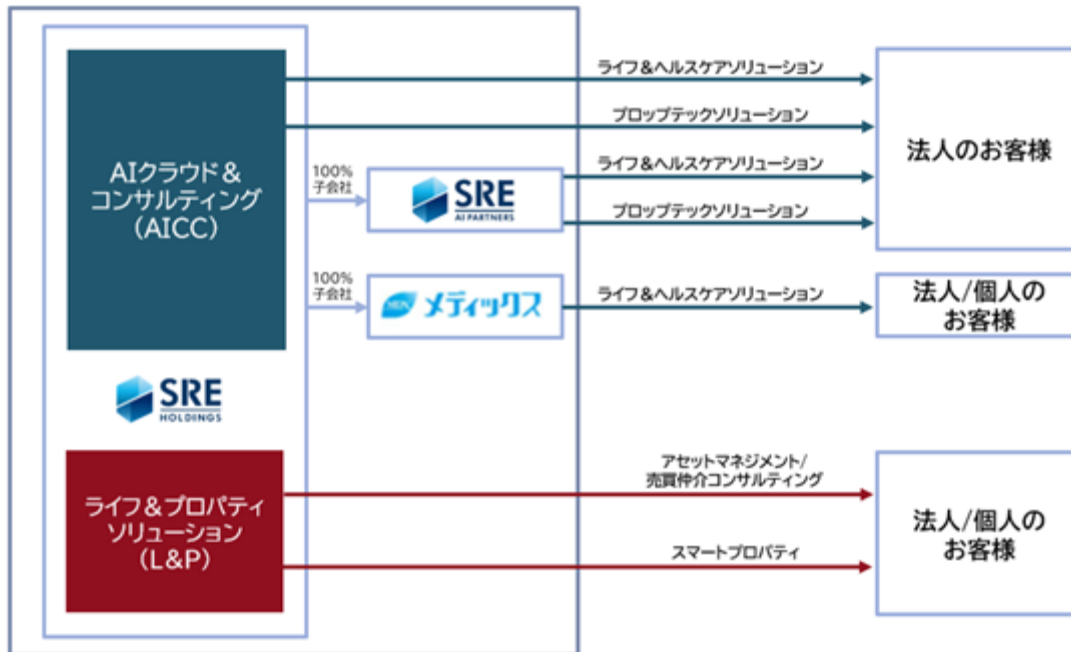 AIクラウド＆
コンサルティング
(AICC)
ライフ&ヘルスケアソリューション
プロップテックソリューション
法人のお客様
100%
子会社
SRE
AI PARTNERS
ライフ&ヘルスケアソリューション
プロップテックソリューション
100%
子会社
メディックス
ライフ&ヘルスケアソリューション
法人/個人の
お客様
SRE
HOLDINGS
ライフ＆プロパティ
ソリューション
(L&P)
アセットマネジメント/
売買仲介コンサルティング
スマートプロパティ
法人/個人の
お客様